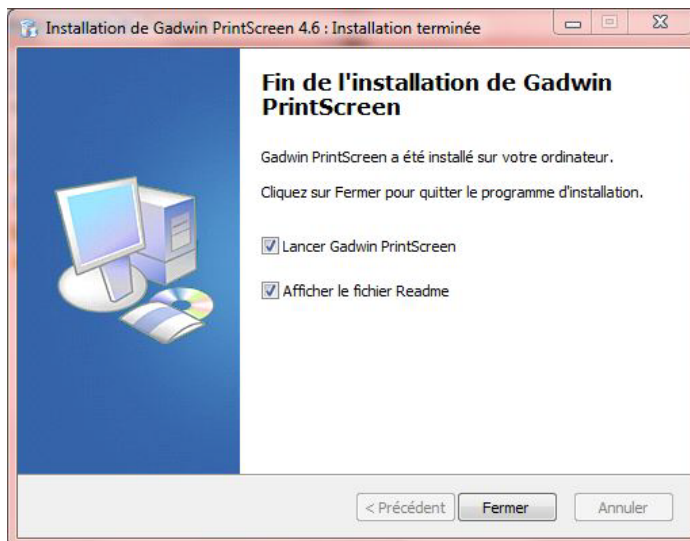 Installation de Gadwin PrintScreen 4.6 : Installation terminée
Fin de l'installation de Gadwin
PrintScreen
Gadwin PrintScreen a été installé sur votre ordinateur.
Cliquez sur Fermer pour quitter le programme d'installation.
Lancer Gadwin PrintScreen
Afficher le fichier Readme
< Précédent
Fermer
Annuler